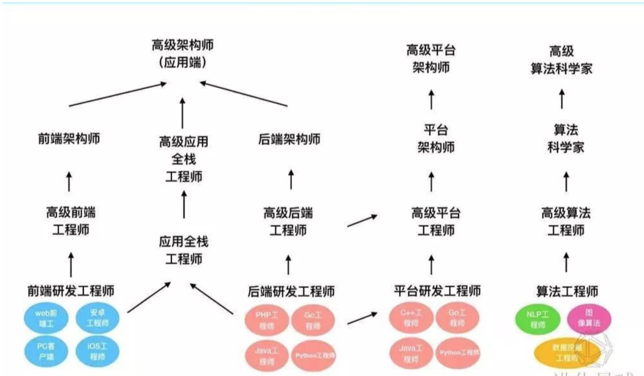 高级架构师
（应用端）
高级平台
架构师
高级
算法科学家
前端架构师
高级应用
全栈
工程师
后端架构师
平台
架构师
算法
科学家
高级前端
工程师
应用全栈
工程师
高级后端
工程师
高级平台
工程师
高级算法
工程师
前端研发工程师
后端研发工程师
平台研发工程师
算法工程师
web前
端工
安卓
工程师
PC客
户端
iOS工
程师
PHP工
程师
Go工
程师
Java工
程师
Python工程师
C++工
程师
Go工
程师
Java工
程师
Python工程师
NLP工
程师
图
像算法
数据挖掘
工程师